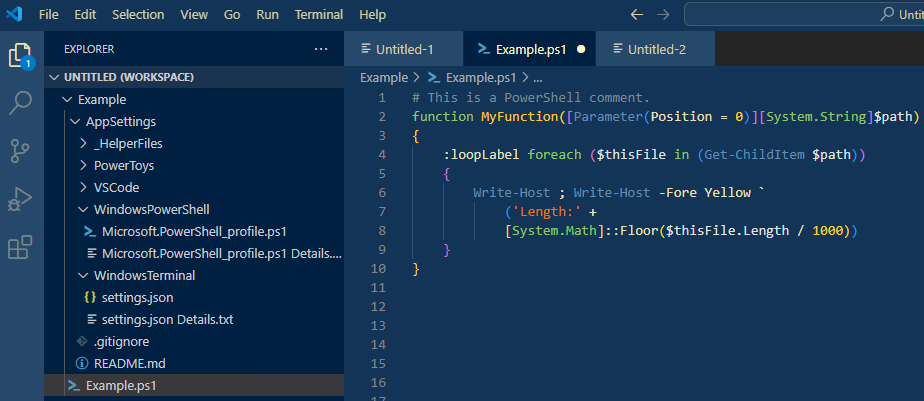 File Edit Selection View Go Run Terminal Help Untit
EXPLORER ...
1
UNTITLED (WORKSPACE)
Example
AppSettings
_HelperFiles
PowerToys
VSCode
WindowsPowerShell
Microsoft.PowerShell_profile.ps1
Microsoft.PowerShell_profile.ps1 Details....
WindowsTerminal
{} settings.json
settings.json Details.txt
.gitignore
README.md
Example.ps1
Untitled-1 Example.ps1 Untitled-2
Example > Example.ps1 > ...
1 # This is a PowerShell comment.
2 function MyFunction([Parameter(Position = 0)][System.String]$path)
3 {
4     :loopLabel foreach ($thisFile in (Get-ChildItem $path))
5     {
6         Write-Host ; Write-Host -Fore Yellow `
7             ('Length:' +
8             [System.Math]::Floor($thisFile.Length / 1000))
9     }
10 }
11
12
13
14
15
16
17